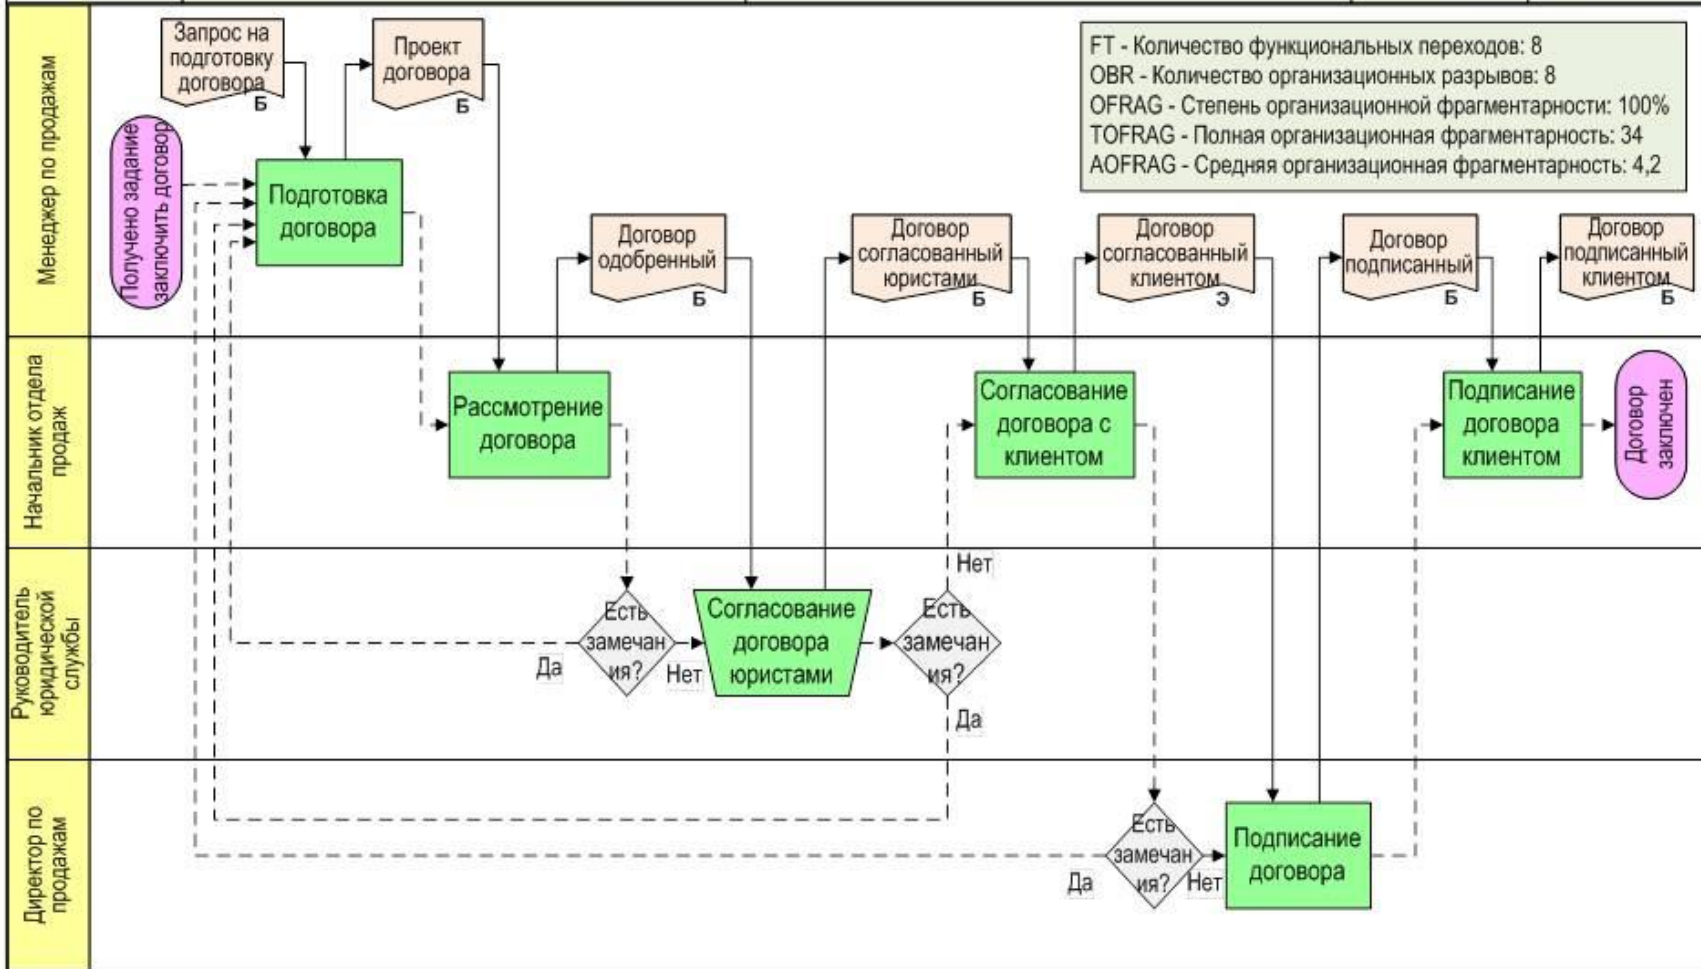 Менеджер по продажам
Запрос на
подготовку
договора
Б
Проект
договора
Б
FT - Количество функциональных переходов: 8
OBR - Количество организационных разрывов: 8
OFRAG - Степень организационной фрагментарности: 100%
TOFRAG - Полная организационная фрагментарность: 34
AOFRAG - Средняя организационная фрагментарность: 4,2
Получено задание
заключить договор
Подготовка
договора
Договор
одобренный
Б
Договор
согласованный
юристами
Б
Договор
согласованный
клиентом
Э
Договор
подписанный
Б
Договор
подписанный
клиентом
Б
Начальник отдела
продаж
Рассмотрение
договора
Согласование
договора с
клиентом
Подписание
договора
клиентом
Договор
заключен
Руководитель
юридической
службы
Есть
замечан
ия?
Да
Нет
Согласование
договора
юристами
Есть
замечан
ия?
Нет
Да
Директор по
продажам
Есть
замечан
ия?
Да
Нет
Подписание
договора